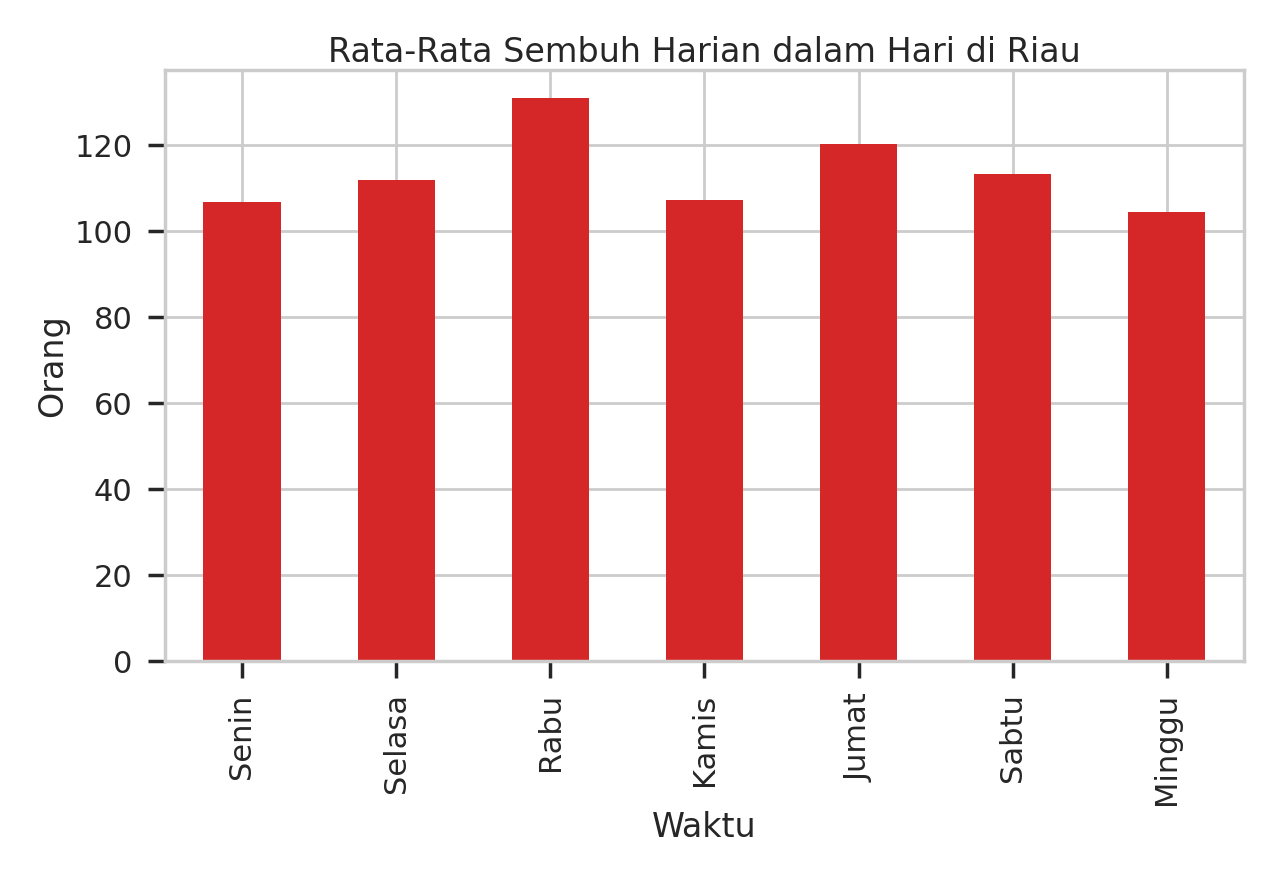 Rata-Rata Sembuh Harian dalam Hari di Riau
120
100
80
60
40
20
0
Orang
Senin
Selasa
Rabu
Kamis
Jumat
Sabtu
Minggu
Waktu